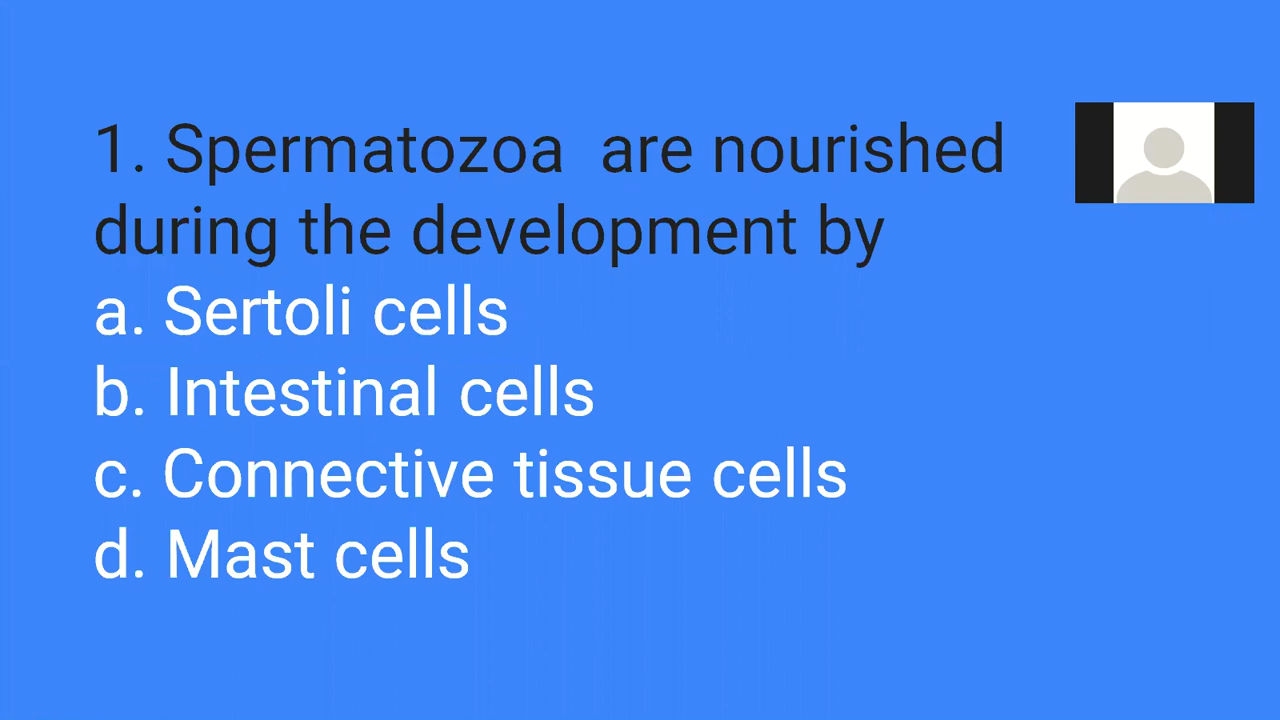 1. Spermatozoa  are nourished
during the development by
a. Sertoli cells
b. Intestinal cells
c. Connective tissue cells
d. Mast cells